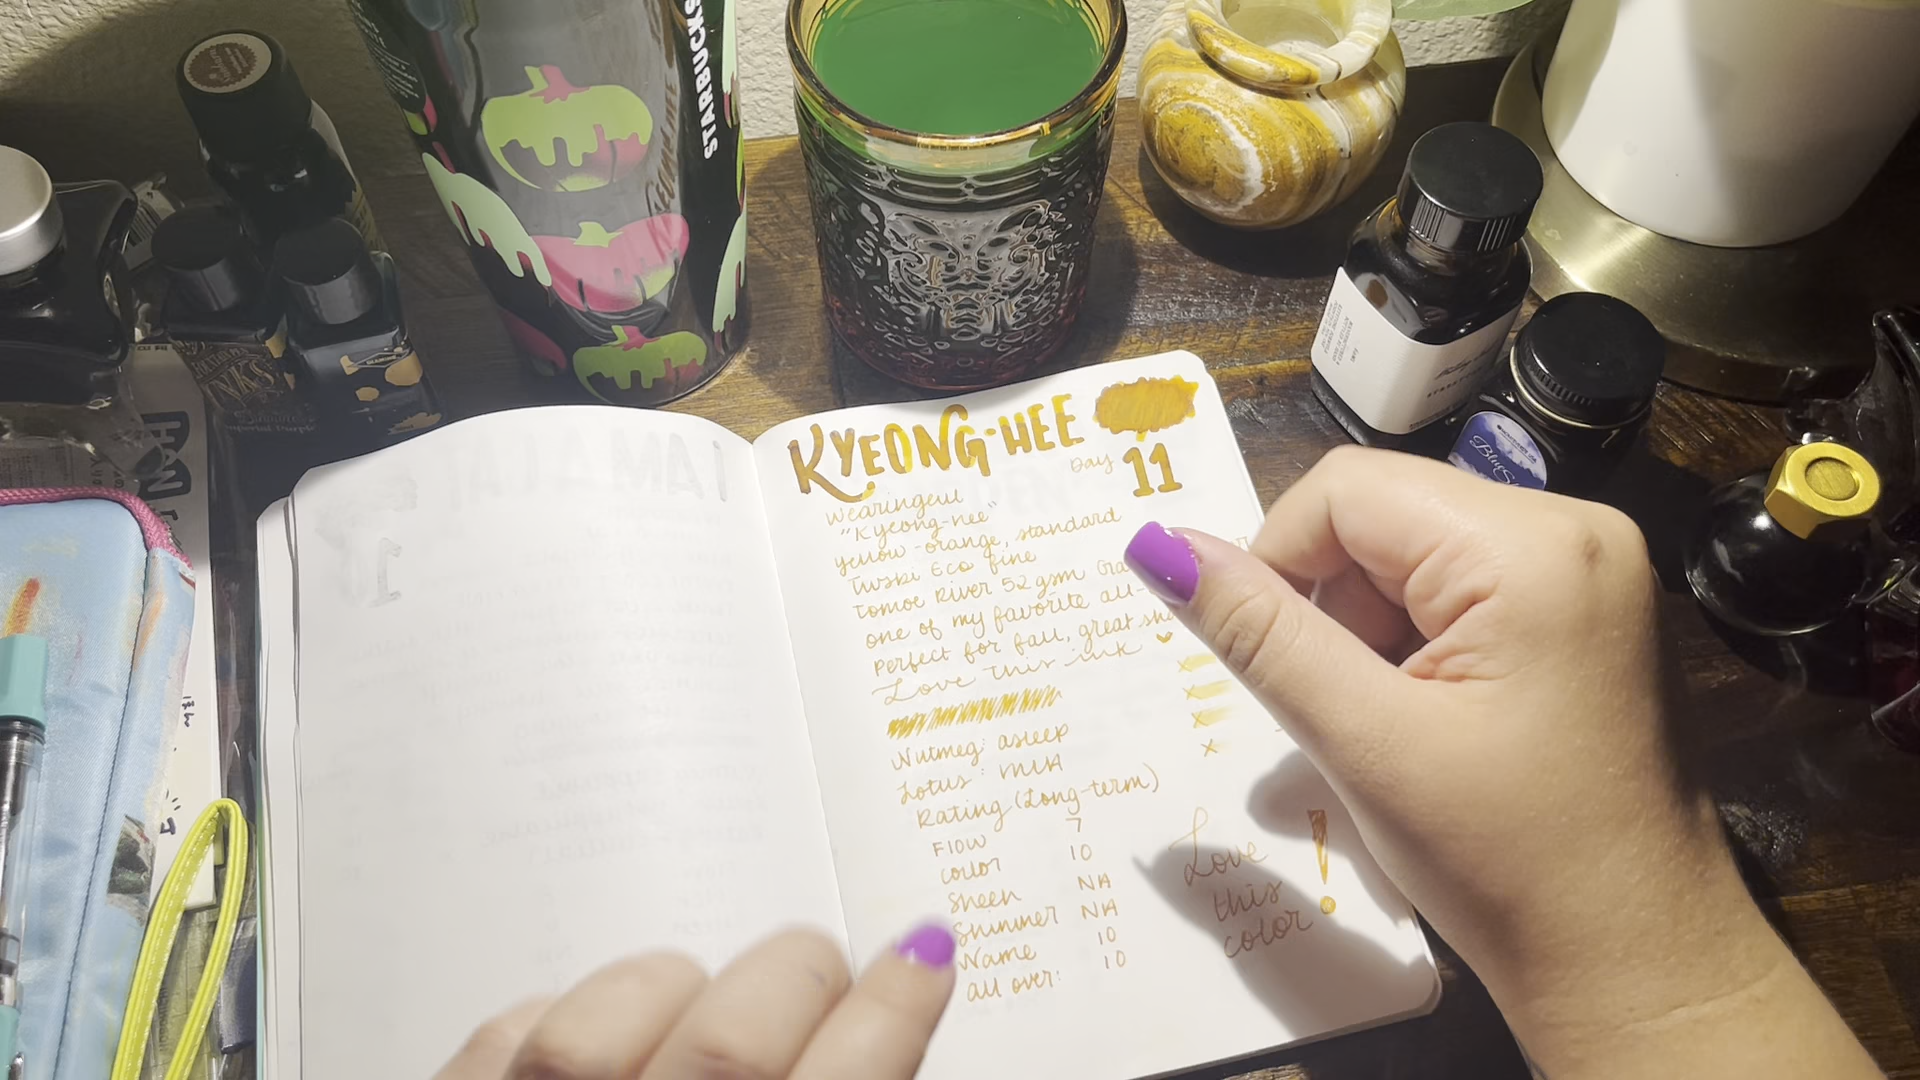 STARBUCKS
INKS
KYEONG-HEE
Day 11
Wearingeul
"Kyeong-hee"
yellow-orange, standard
TWSBI Eco fine
Tomoe River 52 gsm
one of my favorite all-
perfect for fall, great
Love this ink
Nutmeg: asleep
Lotus: MIA
Rating (Long-term)
Flow 7
Color 10
Sheen NA
Shimmer NA
Name 10
all over: 10
Love
this
color!